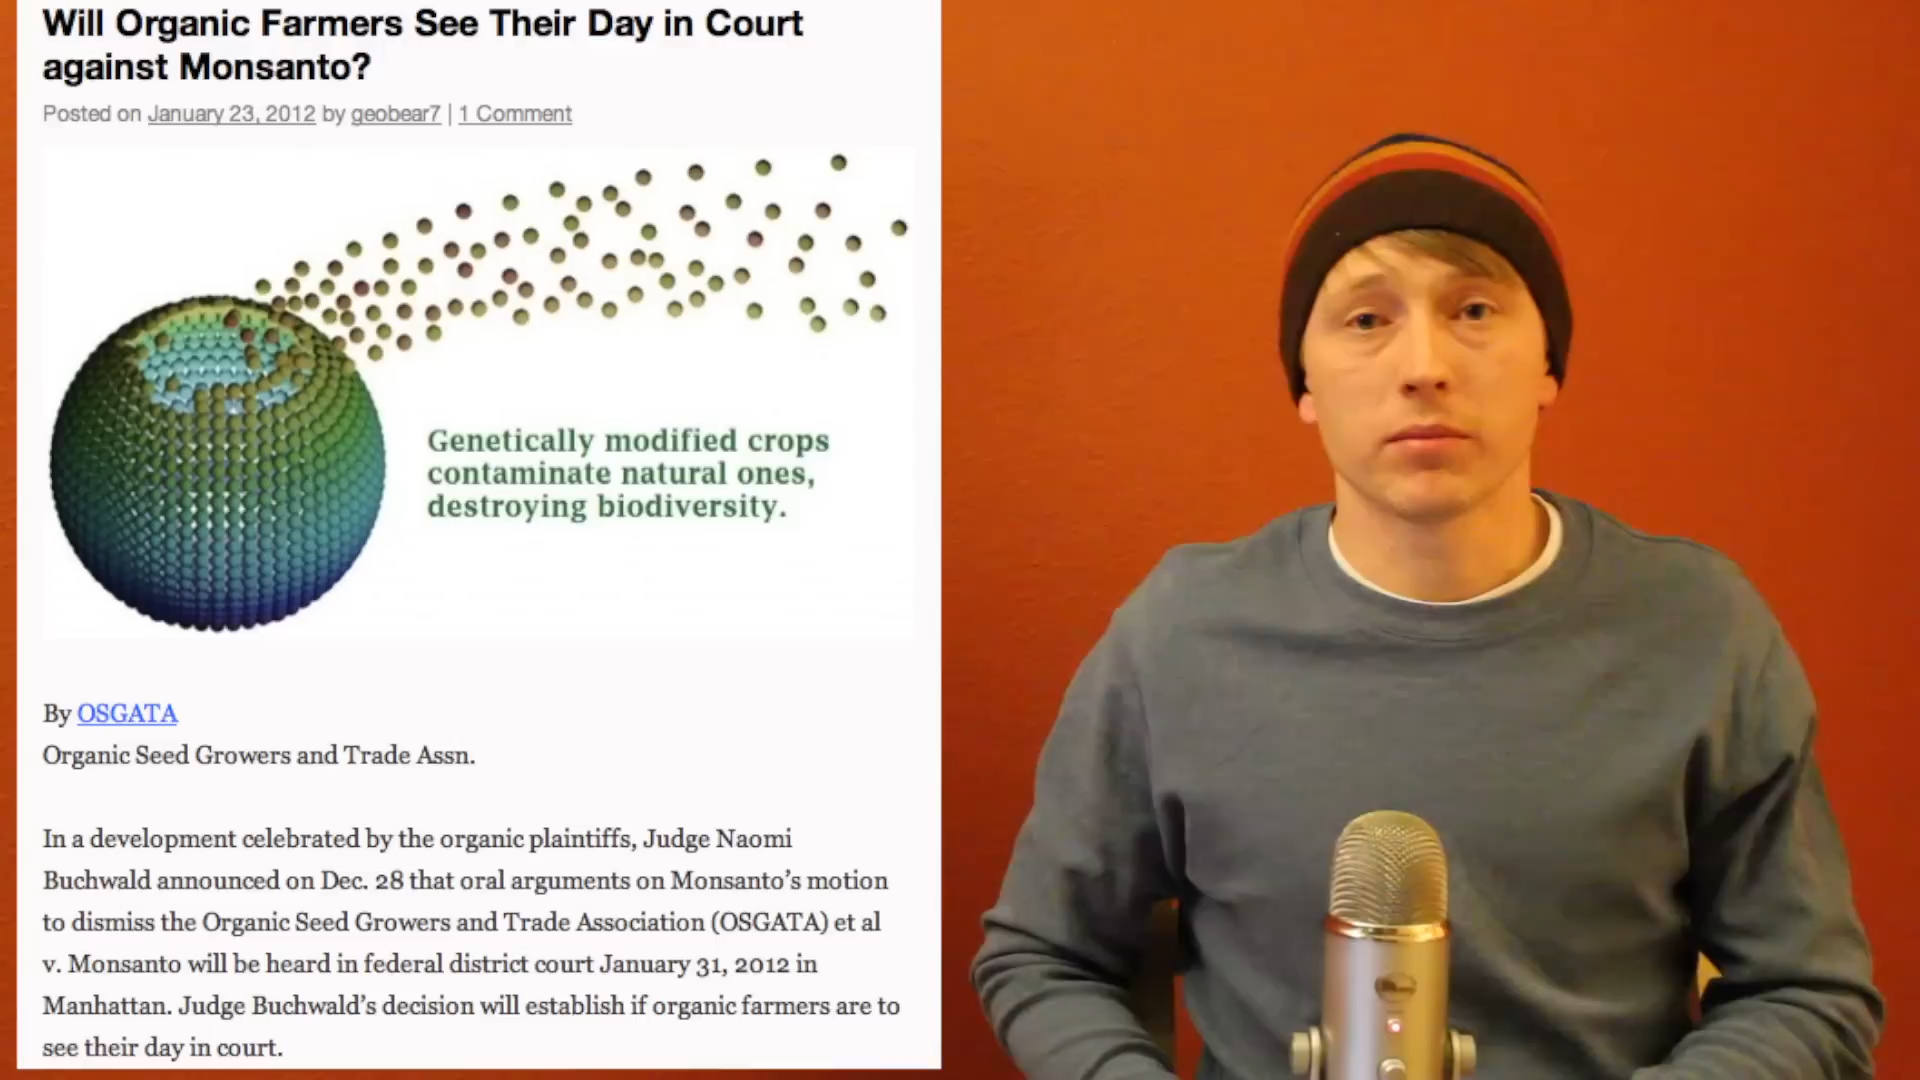 Will Organic Farmers See Their Day in Court
against Monsanto?
Posted on January 23, 2012 by geobear7 | 1 Comment
Genetically modified crops
contaminate natural ones,
destroying biodiversity.
By OSGATA
Organic Seed Growers and Trade Assn.
In a development celebrated by the organic plaintiffs, Judge Naomi
Buchwald announced on Dec. 28 that oral arguments on Monsanto’s motion
to dismiss the Organic Seed Growers and Trade Association (OSGATA) et al
v. Monsanto will be heard in federal district court January 31, 2012 in
Manhattan. Judge Buchwald’s decision will establish if organic farmers are to
see their day in court.